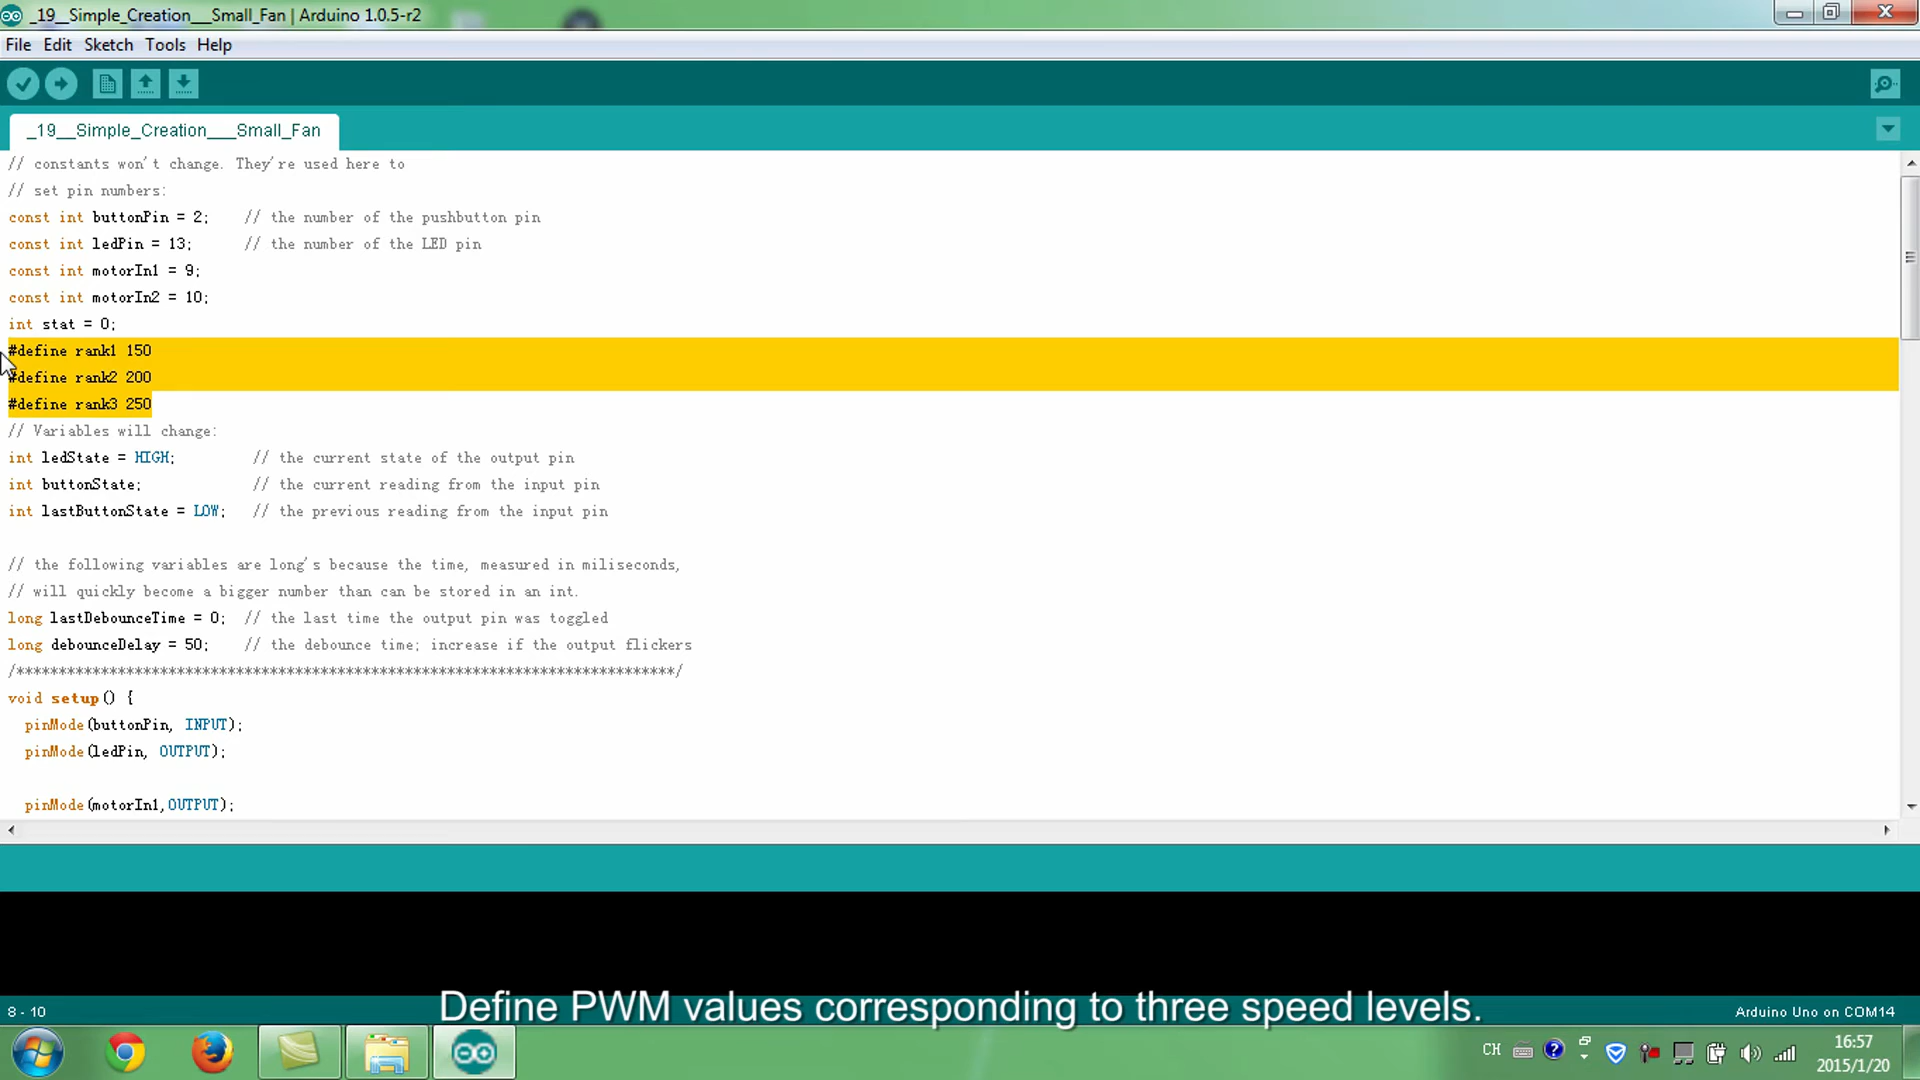 _19__Simple_Creation___Small_Fan | Arduino 1.0.5-r2
File Edit Sketch Tools Help
_19__Simple_Creation___Small_Fan
// constants won't change. They're used here to
// set pin numbers:
const int buttonPin = 2;    // the number of the pushbutton pin
const int ledPin = 13;      // the number of the LED pin
const int motorIn1 = 9;
const int motorIn2 = 10;
int stat = 0;
#define rank1 150
#define rank2 200
#define rank3 250
// Variables will change:
int ledState = HIGH;         // the current state of the output pin
int buttonState;             // the current reading from the input pin
int lastButtonState = LOW;   // the previous reading from the input pin
// the following variables are long's because the time, measured in miliseconds,
// will quickly become a bigger number than can be stored in an int.
long lastDebounceTime = 0;  // the last time the output pin was toggled
long debounceDelay = 50;    // the debounce time; increase if the output flickers
/******************************************************************************/
void setup() {
  pinMode(buttonPin, INPUT);
  pinMode(ledPin, OUTPUT);
  pinMode(motorIn1,OUTPUT);
Define PWM values corresponding to three speed levels.
8 - 10
Arduino Uno on COM14
CH
16:57
2015/1/20